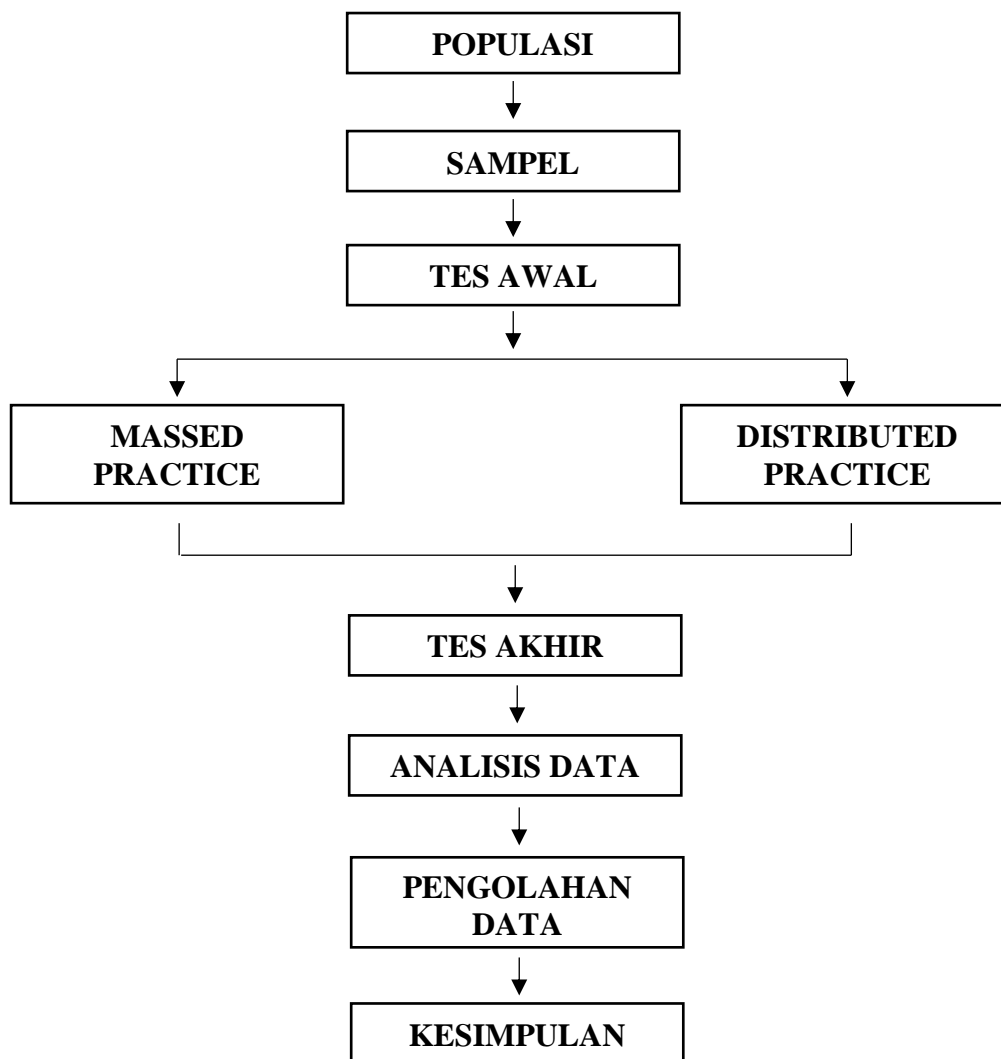 POPULASI
SAMPEL
TES AWAL
MASSED
PRACTICE
DISTRIBUTED
PRACTICE
TES AKHIR
ANALISIS DATA
PENGOLAHAN
DATA
KESIMPULAN